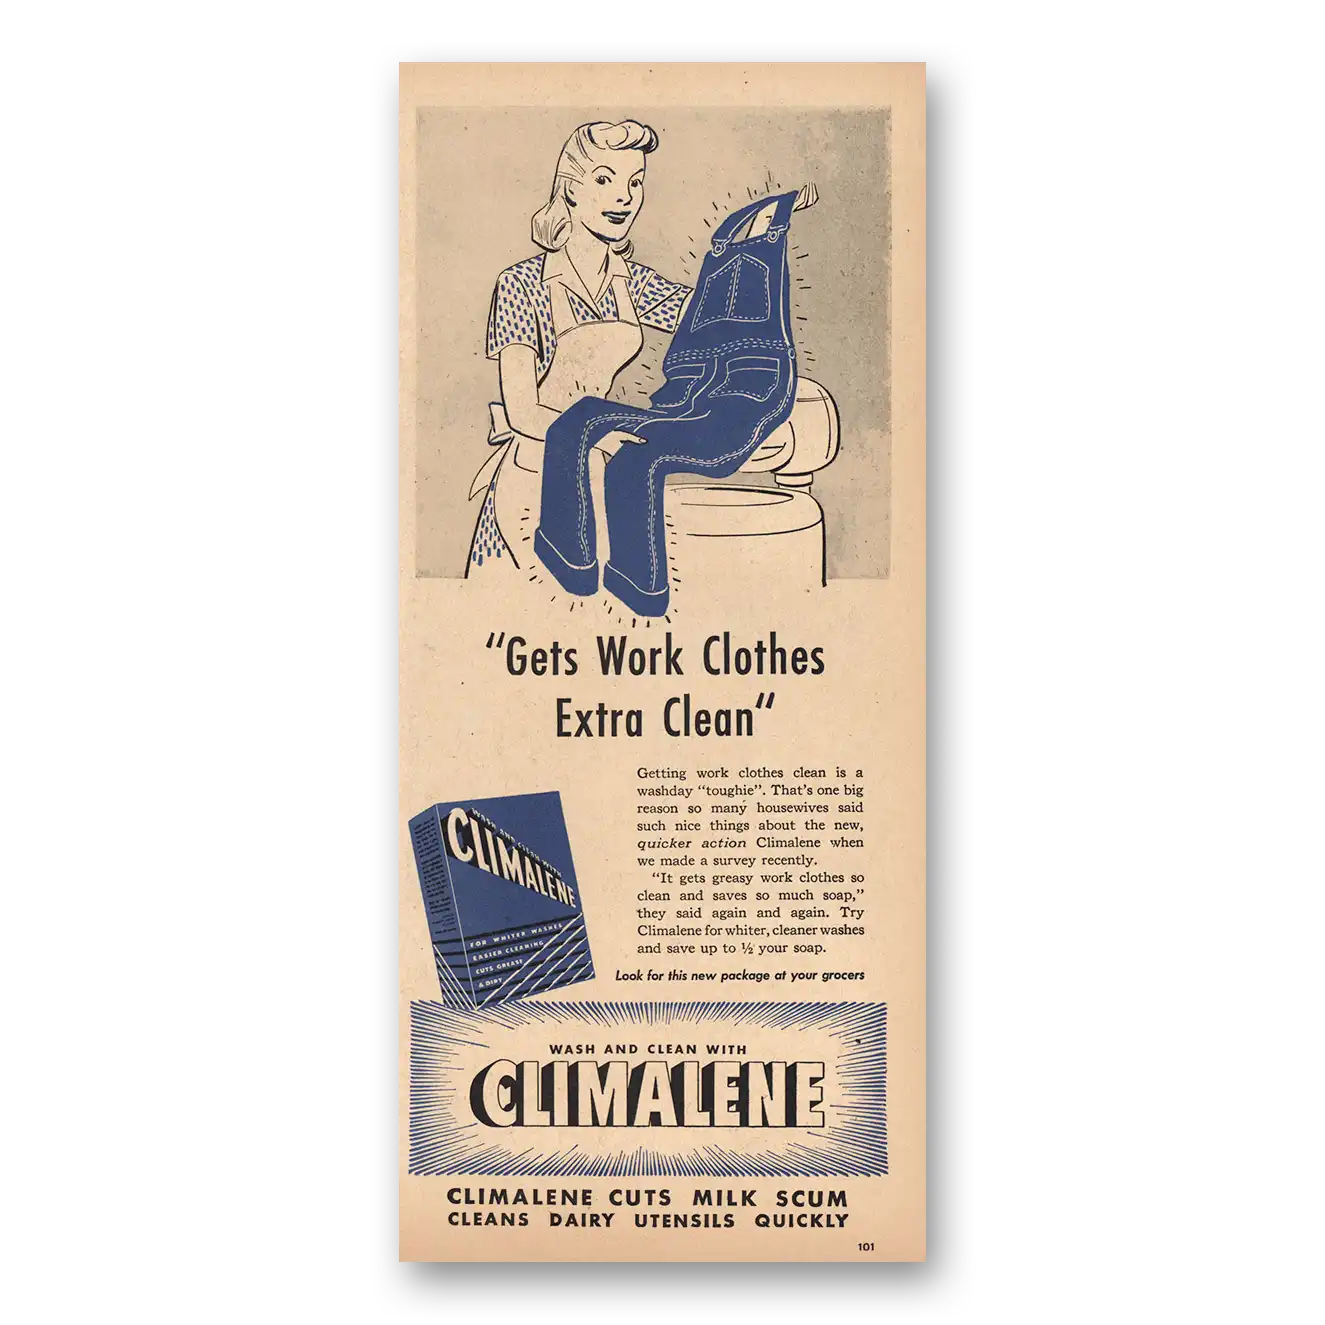 “Gets Work Clothes
Extra Clean”
Getting work clothes clean is a
washday “toughie”. That’s one big
reason so many housewives said
such nice things about the new,
quicker action Climalene when
we made a survey recently.
“It gets greasy work clothes so
clean and saves so much soap,”
they said again and again. Try
Climalene for whiter, cleaner washes
and save up to ½ your soap.
Look for this new package at your grocers
WASH AND CLEAN WITH
CLIMALENE
FOR WHITER WASHES
EASIER CLEANING
CUTS GREASE
& DIRT
WASH AND CLEAN WITH
CLIMALENE
CLIMALENE CUTS MILK SCUM
CLEANS DAIRY UTENSILS QUICKLY
101